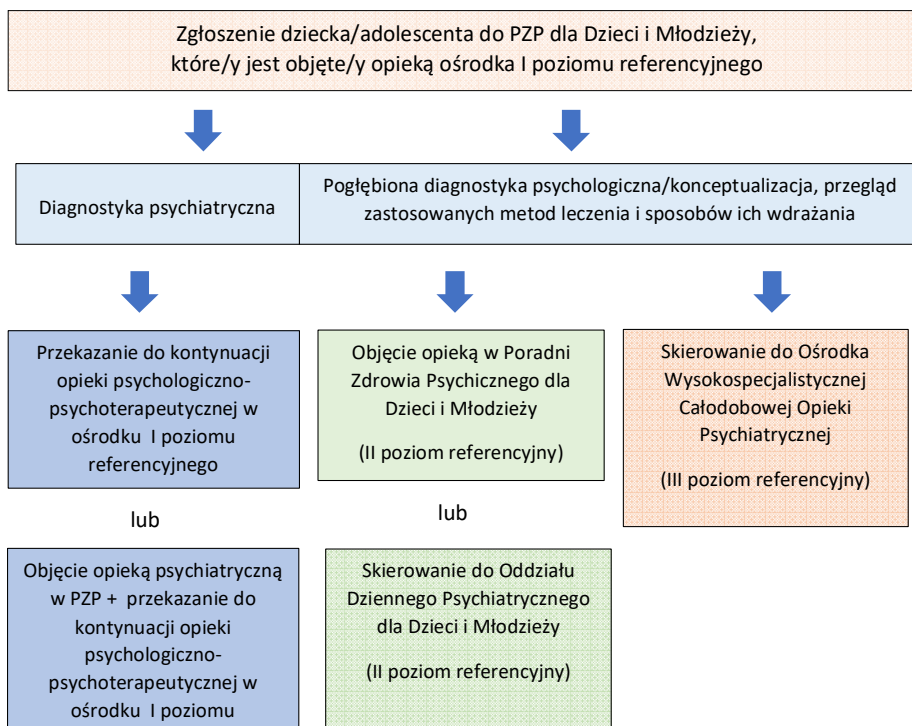 Zgłoszenie dziecka/adolescenta do PZP dla Dzieci i Młodzieży,
które/y jest objęte/y opieką ośrodka I poziomu referencyjnego
Diagnostyka psychiatryczna
Pogłębiona diagnostyka psychologiczna/konceptualizacja, przegląd
zastosowanych metod leczenia i sposobów ich wdrażania
Przekazanie do kontynuacji
opieki psychologiczno-
psychoterapeutycznej w
ośrodku I poziomu
referencyjnego
lub
Objęcie opieką psychiatryczną
w PZP + przekazanie do
kontynuacji opieki
psychologiczno-
psychoterapeutycznej w
ośrodku I poziomu
Objęcie opieką w Poradni
Zdrowia Psychicznego dla
Dzieci i Młodzieży
(II poziom referencyjny)
lub
Skierowanie do Oddziału
Dziennego Psychiatrycznego
dla Dzieci i Młodzieży
(II poziom referencyjny)
Skierowanie do Ośrodka
Wysokospecjalistycznej
Całodobowej Opieki
Psychiatrycznej
(III poziom referencyjny)